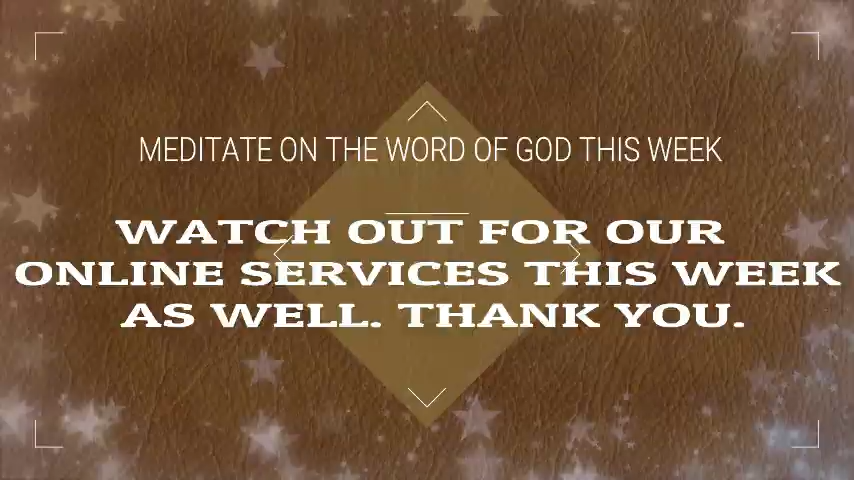 MEDITATE ON THE WORD OF GOD THIS WEEK
WATCH OUT FOR OUR
ONLINE SERVICES THIS WEEK
AS WELL. THANK YOU.